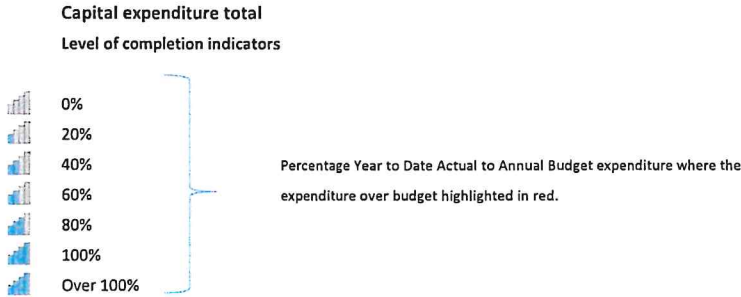 Capital expenditure total
Level of completion indicators
0%
20%
40%
60%
80%
100%
Over 100%
Percentage Year to Date Actual to Annual Budget expenditure where the
expenditure over budget highlighted in red.